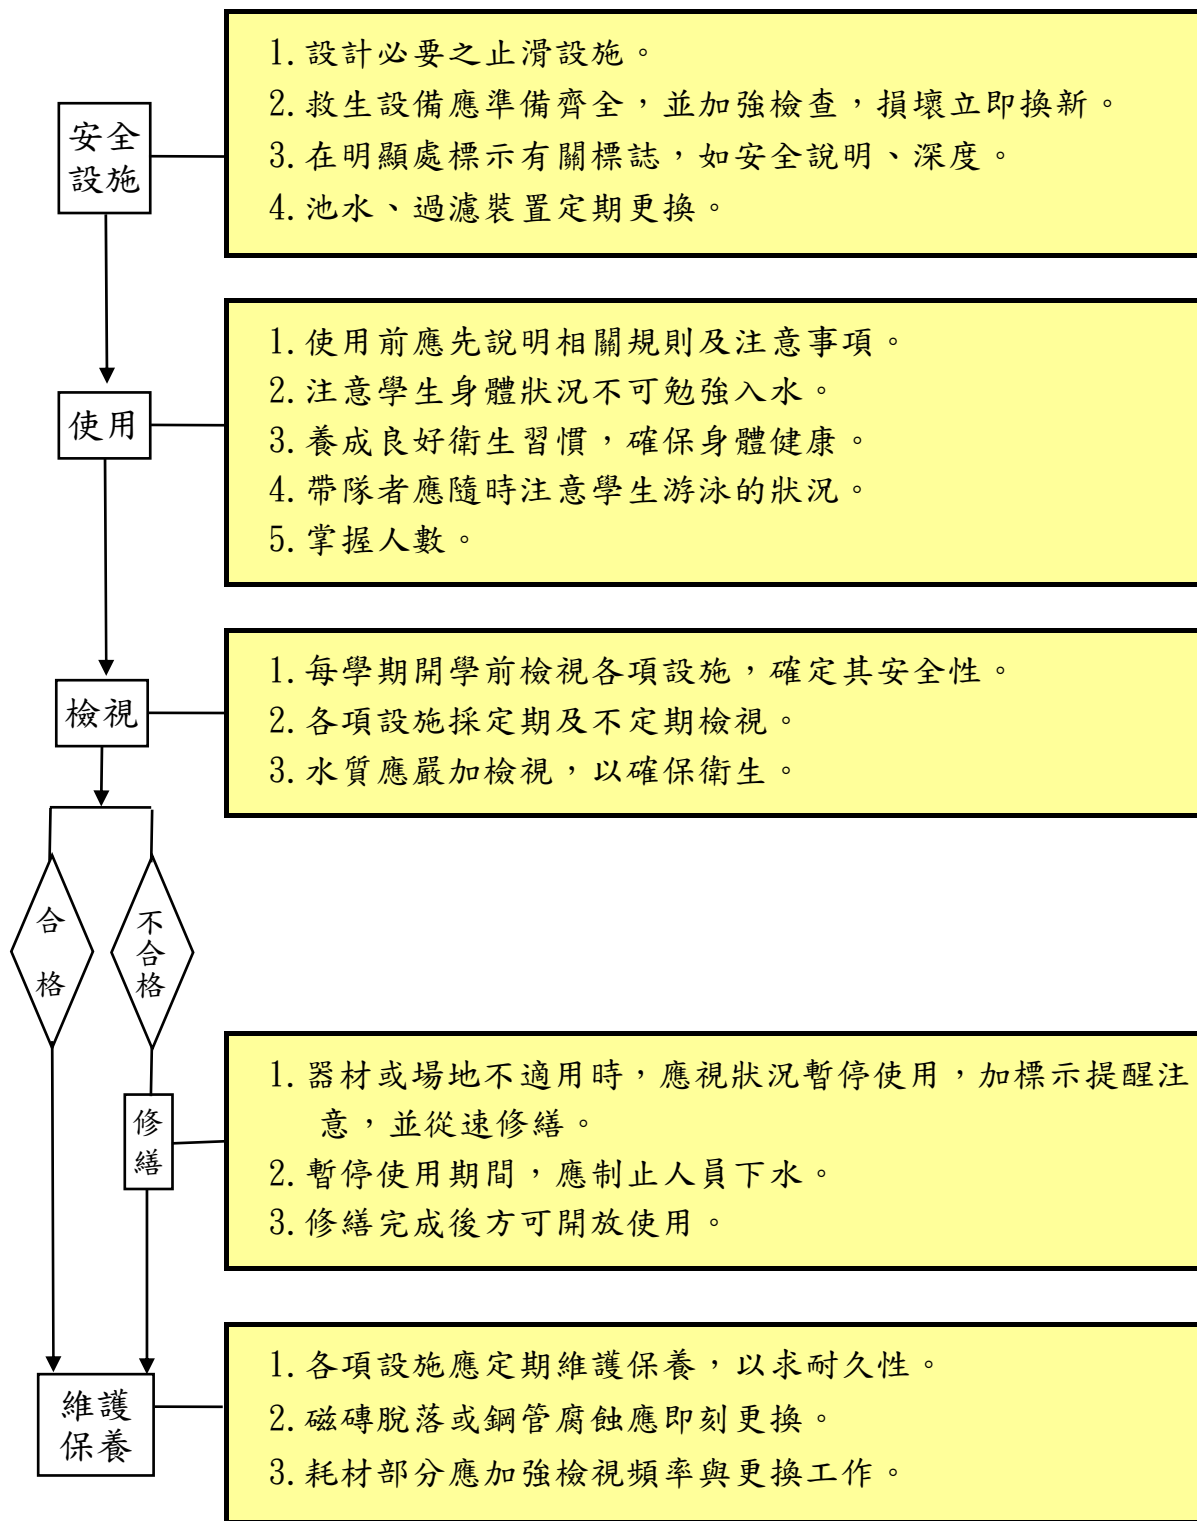 安全
設施
1.設計必要之止滑設施。
2.救生設備應準備齊全，並加強檢查，損壞立即換新。
3.在明顯處標示有關標誌，如安全說明、深度。
4.池水、過濾裝置定期更換。
使用
1.使用前應先說明相關規則及注意事項。
2.注意學生身體狀況不可勉強入水。
3.養成良好衛生習慣，確保身體健康。
4.帶隊者應隨時注意學生游泳的狀況。
5.掌握人數。
檢視
1.每學期開學前檢視各項設施，確定其安全性。
2.各項設施採定期及不定期檢視。
3.水質應嚴加檢視，以確保衛生。
合格
不合格
修繕
1.器材或場地不適用時，應視狀況暫停使用，加標示提醒注
意，並從速修繕。
2.暫停使用期間，應制止人員下水。
3.修繕完成後方可開放使用。
維護
保養
1.各項設施應定期維護保養，以求耐久性。
2.磁磚脫落或鋼管腐蝕應即刻更換。
3.耗材部分應加強檢視頻率與更換工作。